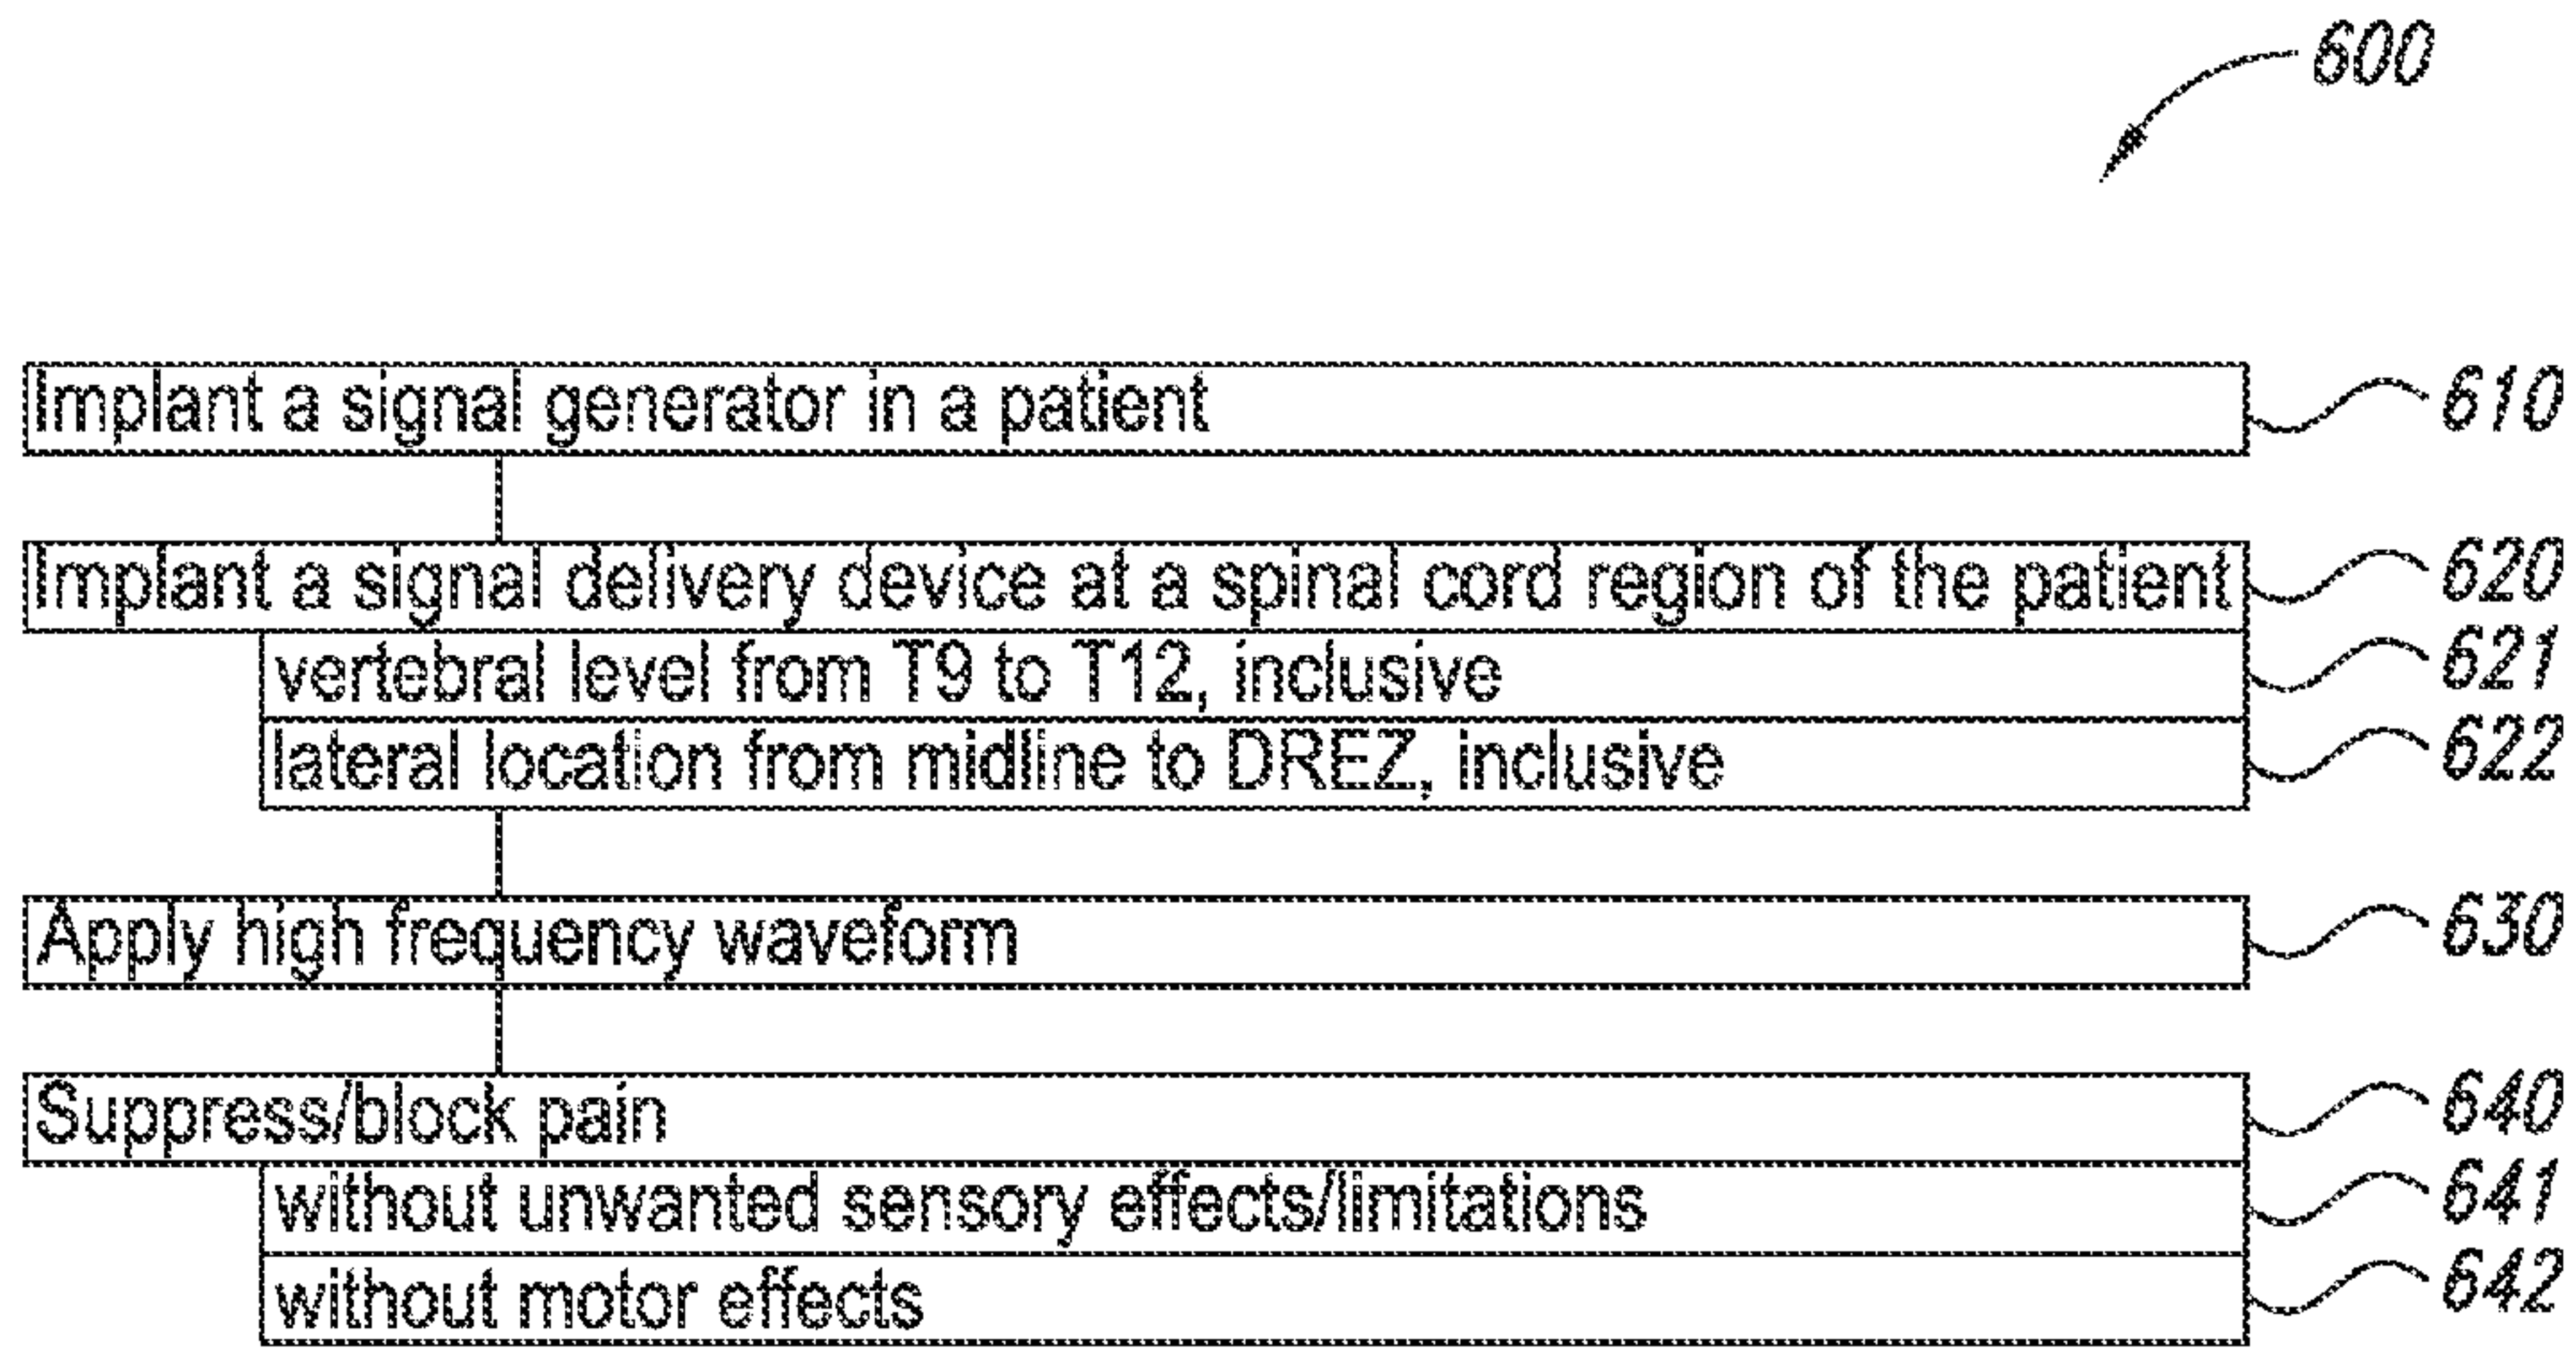 600
Implant a signal generator in a patient 610
Implant a signal delivery device at a spinal cord region of the patient 620
vertebral level from T9 to T12, inclusive 621
lateral location from midline to DREZ, inclusive 622
Apply high frequency waveform 630
Suppress/block pain 640
without unwanted sensory effects/limitations 641
without motor effects 642